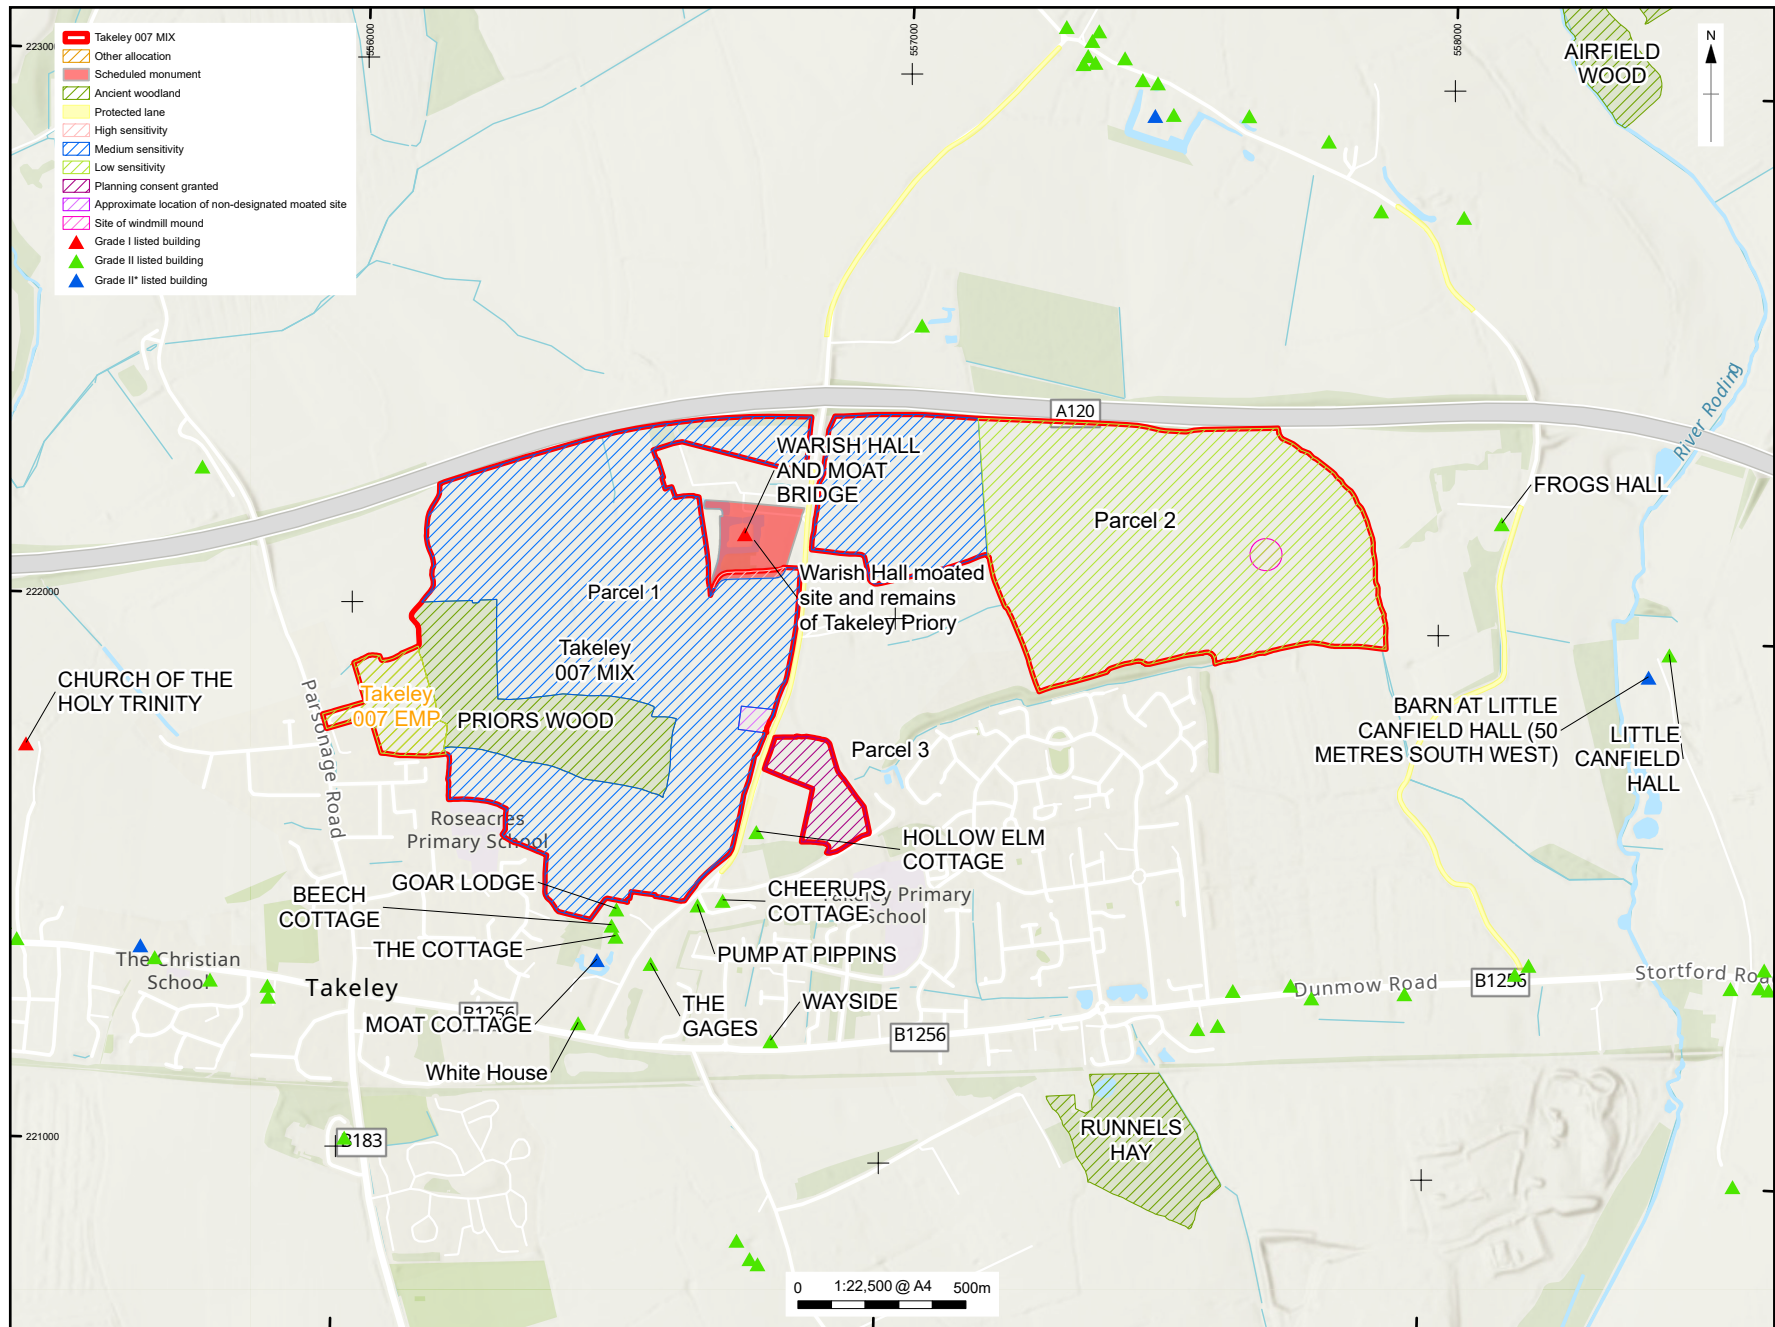 Takeley 007 MIX
Other allocation
Scheduled monument
Ancient woodland
Protected lane
High sensitivity
Medium sensitivity
Low sensitivity
Planning consent granted
Approximate location of non-designated moated site
Site of windmill mound
Grade I listed building
Grade II listed building
Grade II* listed building
223000
556000
557000
558000
N
AIRFIELD
WOOD
A120
River Roding
WARISH HALL
AND MOAT
BRIDGE
Parcel 2
FROGS HALL
222000
Parcel 1
Warish Hall moated
site and remains
of Takeley Priory
Takeley
007 MIX
CHURCH OF THE
HOLY TRINITY
Parsonage Road
Takeley
007 EMP
PRIORS WOOD
Parcel 3
BARN AT LITTLE
CANFIELD HALL (50
METRES SOUTH WEST)
LITTLE
CANFIELD
HALL
Roseacres
Primary School
HOLLOW ELM
COTTAGE
GOAR LODGE
BEECH
COTTAGE
CHEERUPS
COTTAGE
Takeley Primary
School
THE COTTAGE
PUMP AT PIPPINS
The Christian
School
Takeley
B1256
MOAT COTTAGE
THE
GAGES
WAYSIDE
B1256
Dunmow Road
B1256
Stortford Roa
White House
221000
B183
RUNNELS
HAY
0 1:22,500 @ A4 500m